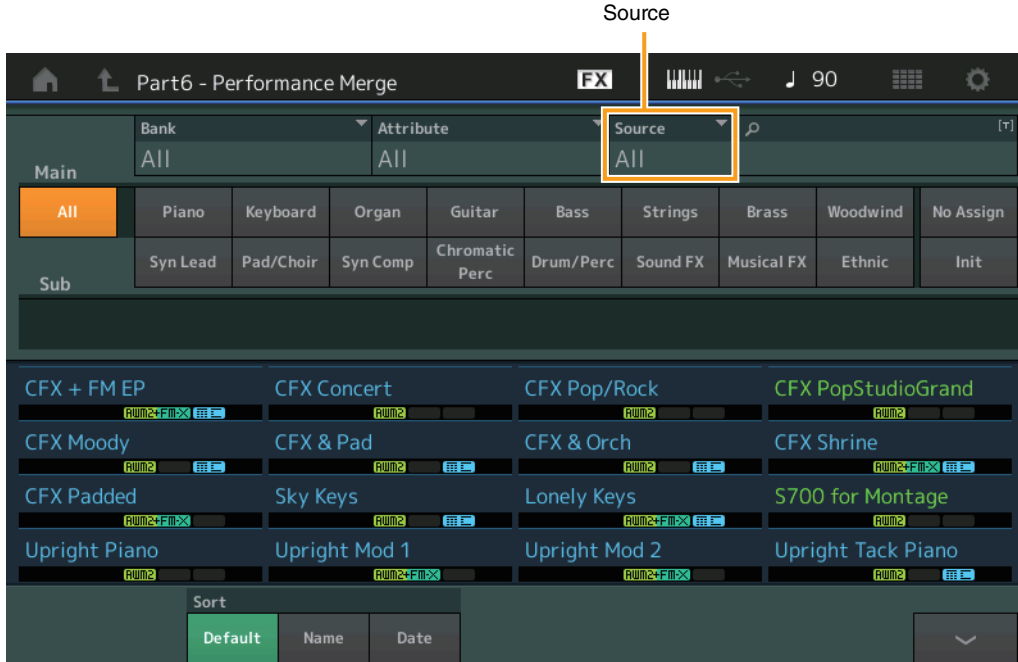 Source
Part6 - Performance Merge FX 90
Bank Attribute Source [T]
Main All All All
All Piano Keyboard Organ Guitar Bass Strings Brass Woodwind No Assign
Sub Syn Lead Pad/Choir Syn Comp Chromatic Perc Drum/Perc Sound FX Musical FX Ethnic Init
CFX + FM EP CFX Concert CFX Pop/Rock CFX PopStudioGrand
AWM2+FM-X AWM2 AWM2 AWM2
CFX Moody CFX & Pad CFX & Orch CFX Shrine
AWM2 AWM2 AWM2 AWM2+FM-X
CFX Padded Sky Keys Lonely Keys S700 for Montage
AWM2+FM-X AWM2 AWM2+FM-X AWM2
Upright Piano Upright Mod 1 Upright Mod 2 Upright Tack Piano
AWM2 AWM2+FM-X AWM2+FM-X AWM2
Sort
Default Name Date